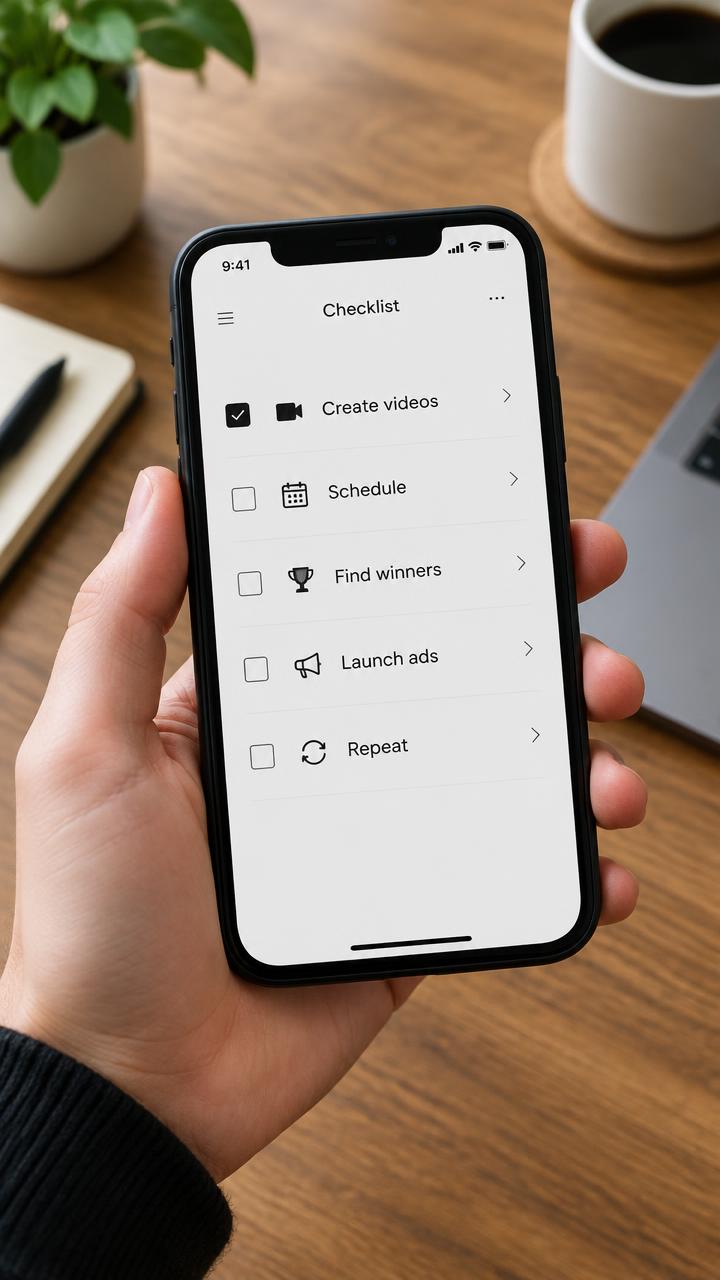 9:41
Checklist
Create videos
Schedule
Find winners
Launch ads
Repeat